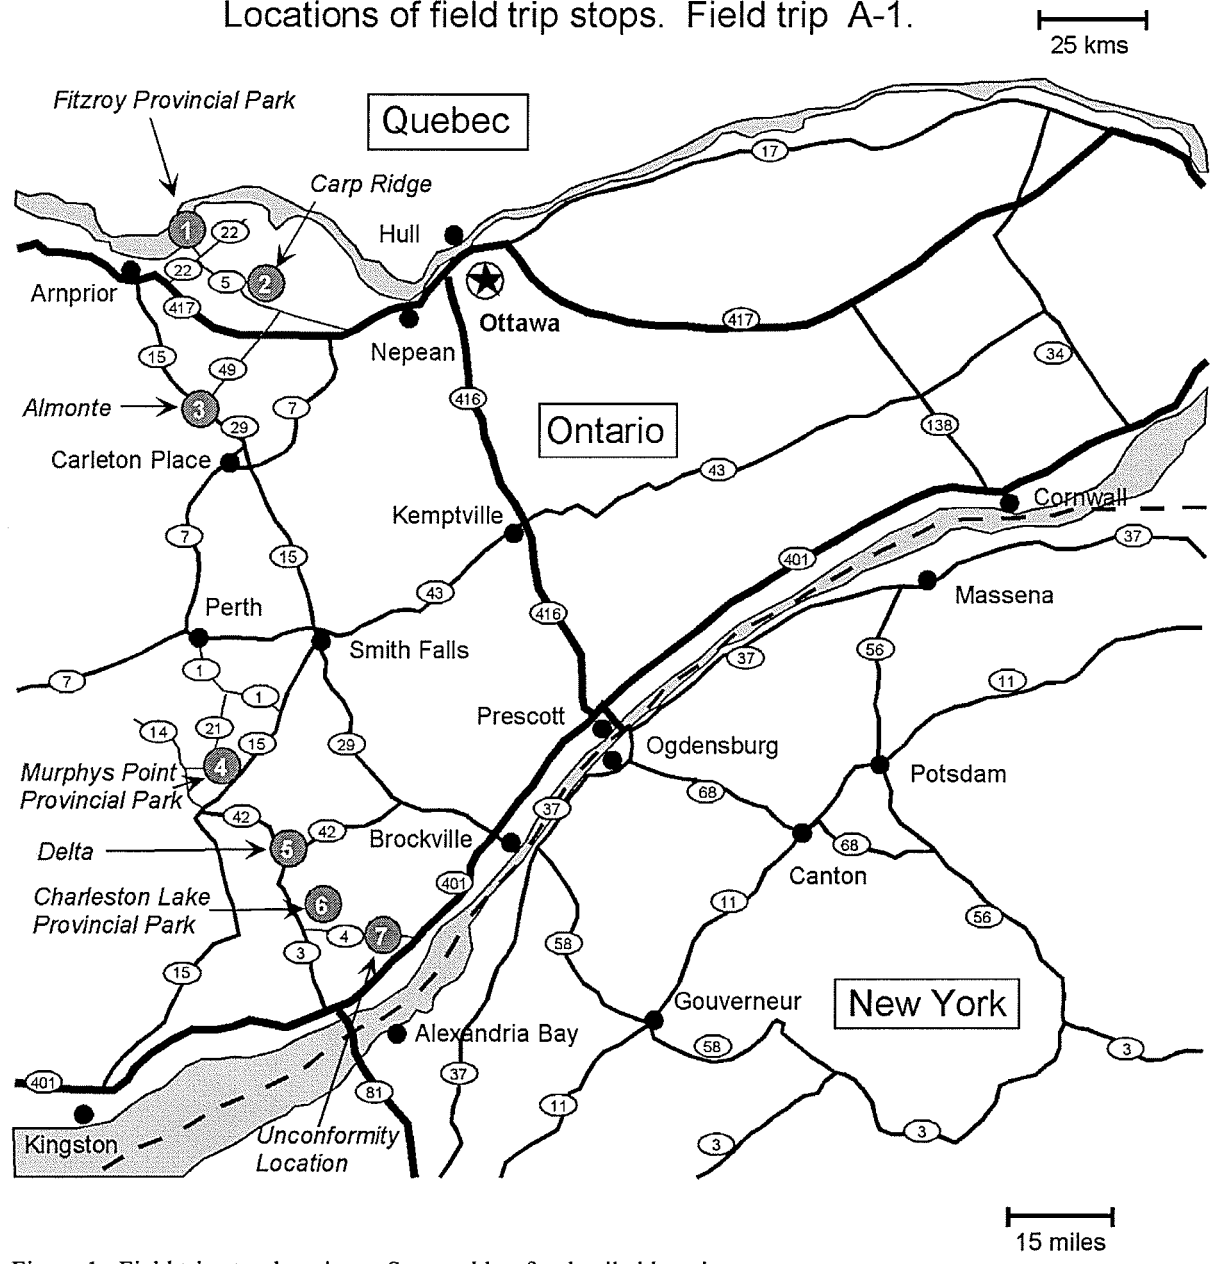 Locations of field trip stops. Field trip A-1.
25 kms
Fitzroy Provincial Park
Quebec
17
Carp Ridge
1
22
Hull
22
5
2
Arnprior
417
Ottawa
417
Nepean
15
49
34
416
Almonte
3
7
29
Ontario
138
Carleton Place
43
Cornwall
Kemptville
7
37
15
401
43
Massena
Perth
416
Smith Falls
56
37
1
7
11
1
Prescott
21
14
15
29
Ogdensburg
4
Murphys Point
Provincial Park
Potsdam
68
37
42
42
Brockville
68
Delta
5
Canton
401
Charleston Lake
Provincial Park
6
11
56
4
7
58
3
15
New York
Gouverneur
Alexandria Bay
58
3
401
37
81
11
Kingston
Unconformity
Location
3
3
15 miles